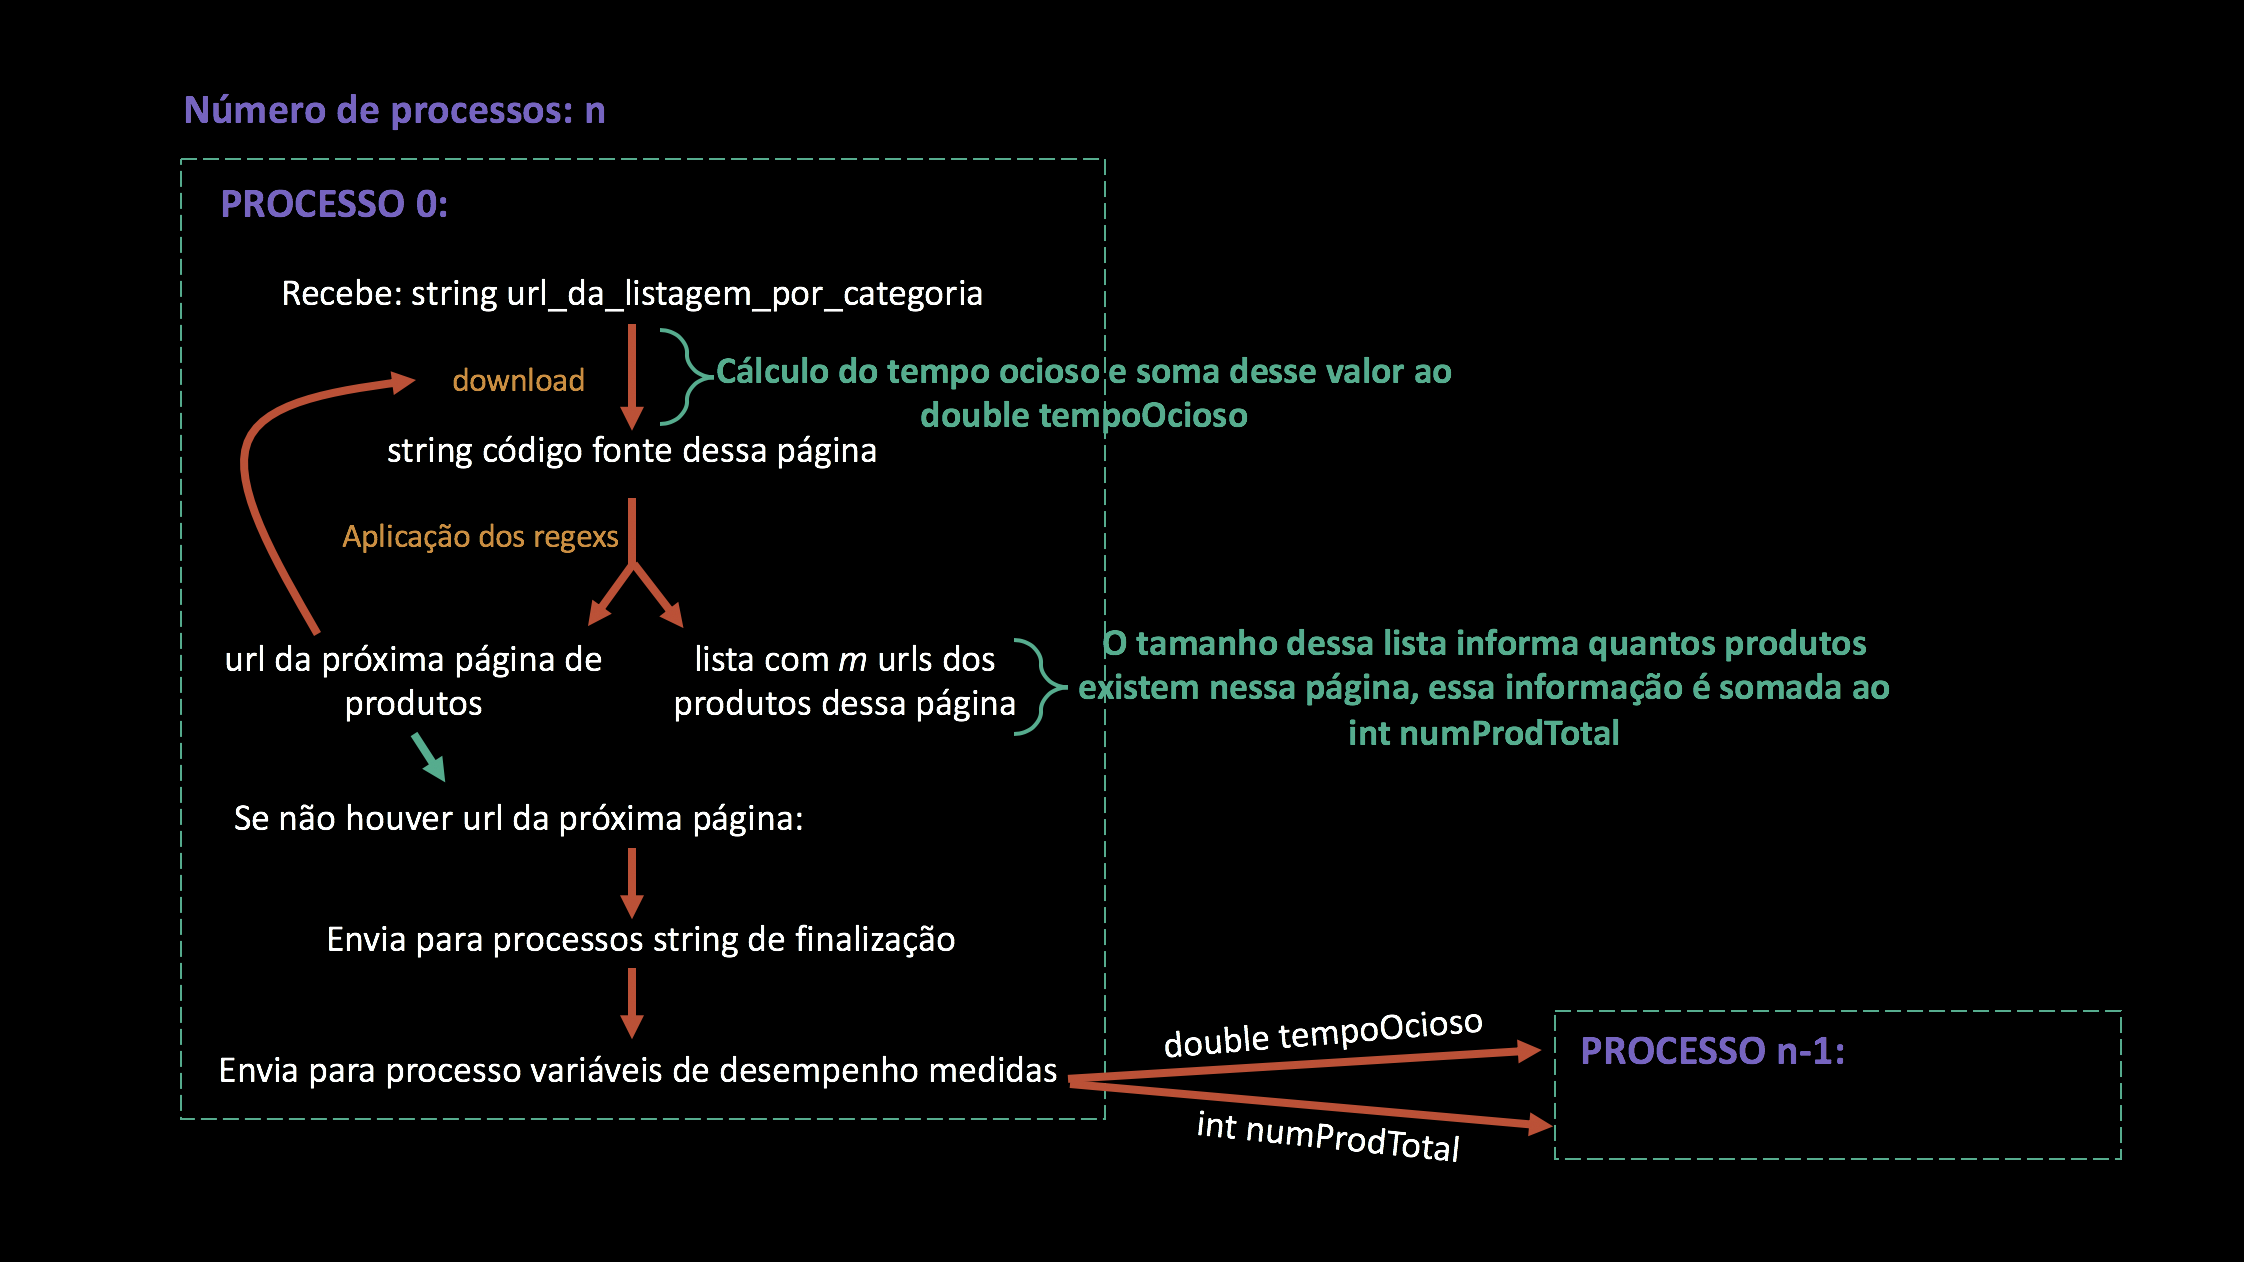 Número de processos: n
PROCESSO 0:
Recebe: string url_da_listagem_por_categoria
download
Cálculo do tempo ocioso e soma desse valor ao
double tempoOcioso
string código fonte dessa página
Aplicação dos regexs
url da próxima página de
produtos
lista com m urls dos
produtos dessa página
O tamanho dessa lista informa quantos produtos
existem nessa página, essa informação é somada ao
int numProdTotal
Se não houver url da próxima página:
Envia para processos string de finalização
Envia para processo variáveis de desempenho medidas
double tempoOcioso
int numProdTotal
PROCESSO n-1: